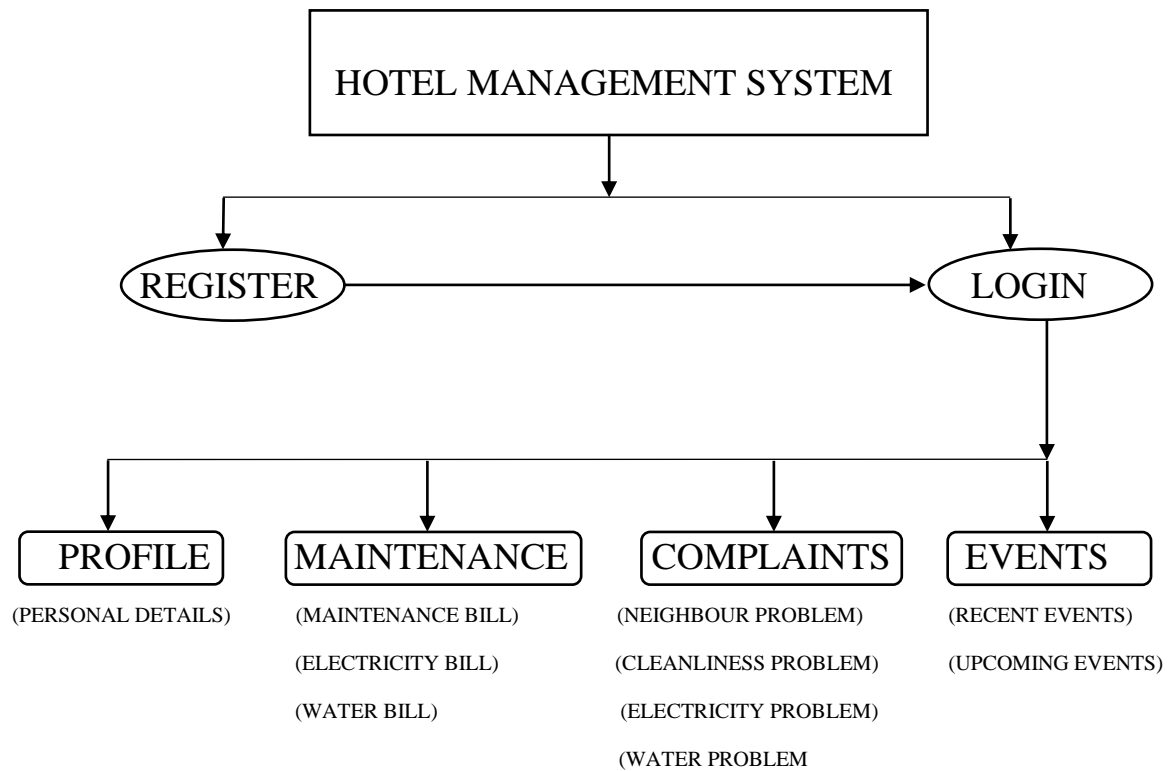 HOTEL MANAGEMENT SYSTEM
REGISTER
LOGIN
PROFILE
MAINTENANCE
COMPLAINTS
EVENTS
(PERSONAL DETAILS)
(MAINTENANCE BILL)
(NEIGHBOUR PROBLEM)
(RECENT EVENTS)
(ELECTRICITY BILL)
(CLEANLINESS PROBLEM)
(UPCOMING EVENTS)
(WATER BILL)
(ELECTRICITY PROBLEM)
(WATER PROBLEM